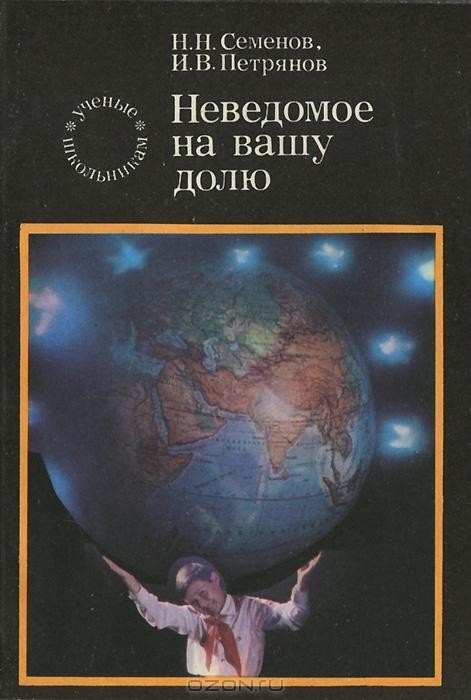 Н.Н. Семенов,
И.В. Петрянов
* ученые *
школьникам
Неведомое
на вашу
долю
ozon.ru